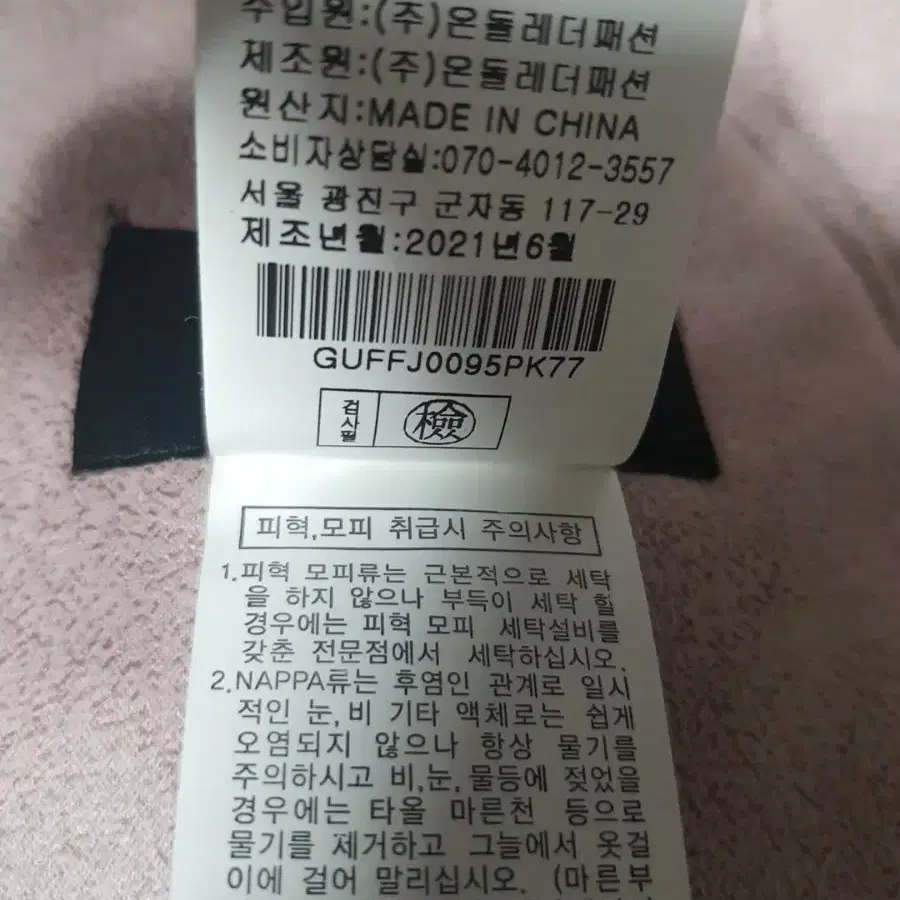 수입원:(주)온돌레더패션
제조원:(주)온돌레더패션
원산지:MADE IN CHINA
소비자상담실:070-4012-3557
서울 광진구 군자동 117-29
제조년월:2021년6월
GUFFJ0095PK77
검사필 檢
피혁,모피 취급시 주의사항
1.피혁 모피류는 근본적으로 세탁
을 하지 않으나 부득이 세탁 할
경우에는 피혁 모피 세탁설비를
갖춘 전문점에서 세탁하십시오.
2.NAPPA류는 후염인 관계로 일시
적인 눈,비 기타 액체로는 쉽게
오염되지 않으나 항상 물기를
주의하시고 비,눈,물등에 젖었을
경우에는 타올 마른천 등으로
물기를 제거하고 그늘에서 옷걸
이에 걸어 말리십시오. (마른부